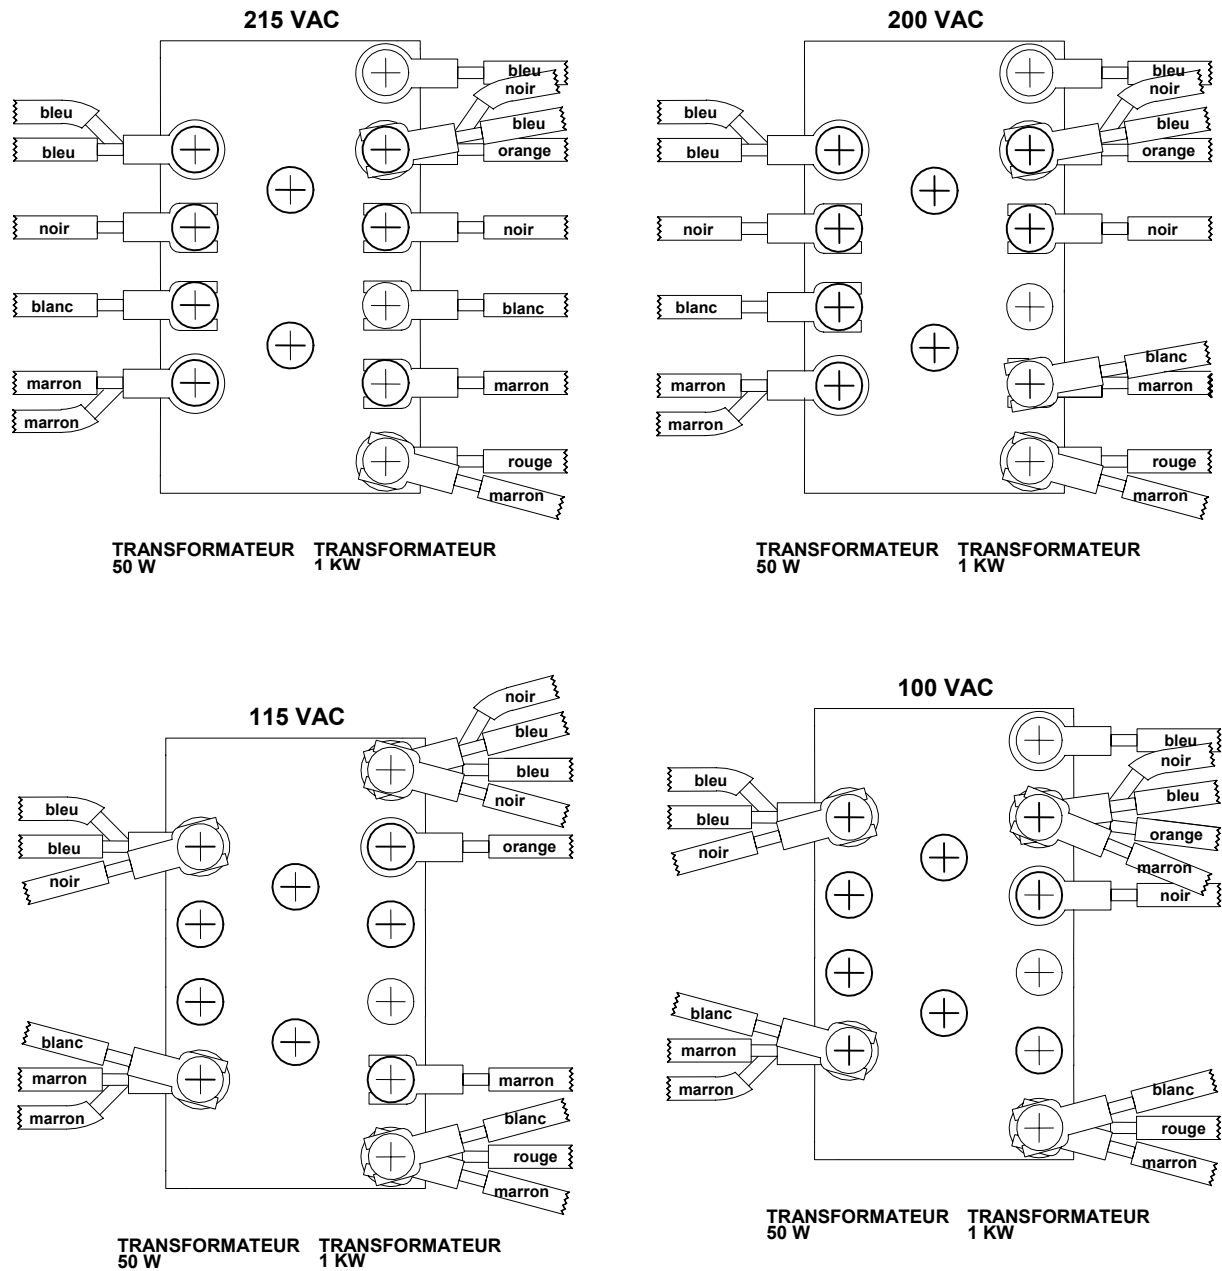 215 VAC
bleu
noir
bleu
bleu
bleu
orange
noir
noir
blanc
blanc
marron
marron
marron
rouge
marron
TRANSFORMATEUR
50 W
TRANSFORMATEUR
1 KW
200 VAC
bleu
noir
bleu
bleu
bleu
orange
noir
noir
blanc
blanc
marron
marron
marron
rouge
marron
TRANSFORMATEUR
50 W
TRANSFORMATEUR
1 KW
115 VAC
noir
bleu
bleu
noir
bleu
bleu
orange
noir
blanc
marron
marron
marron
blanc
rouge
marron
TRANSFORMATEUR
50 W
TRANSFORMATEUR
1 KW
100 VAC
bleu
noir
bleu
bleu
bleu
orange
noir
marron
noir
blanc
marron
marron
blanc
rouge
marron
TRANSFORMATEUR
50 W
TRANSFORMATEUR
1 KW